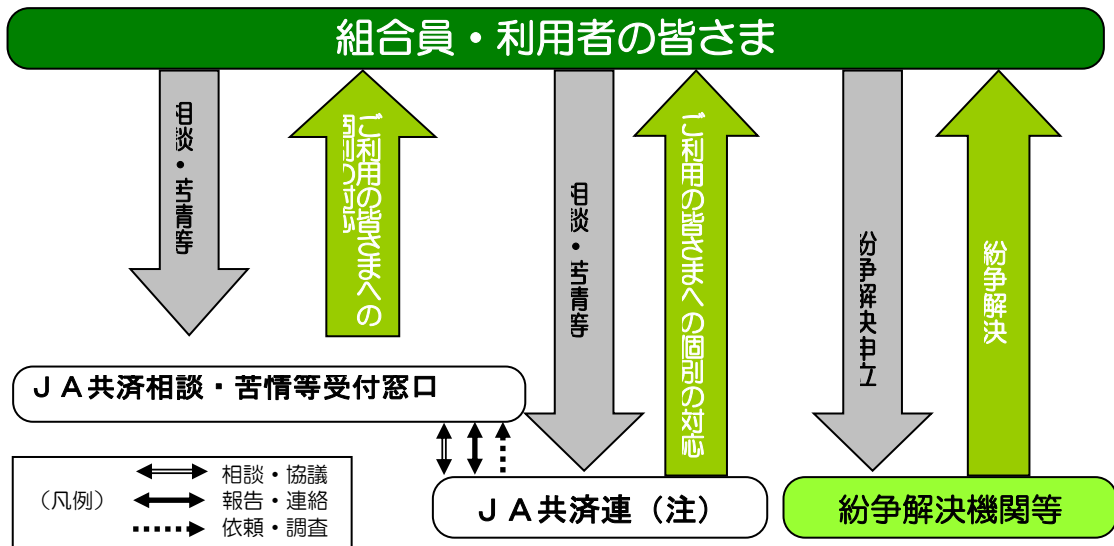 組合員・利用者の皆さま
相談・苦情等
ご利用の皆さまへの
個別の対応
相談・苦情等
ご利用の皆さまへの個別の対応
紛争解決申立
紛争解決
JA共済相談・苦情等受付窓口
(凡例)
相談・協議
報告・連絡
依頼・調査
JA共済連(注)
紛争解決機関等